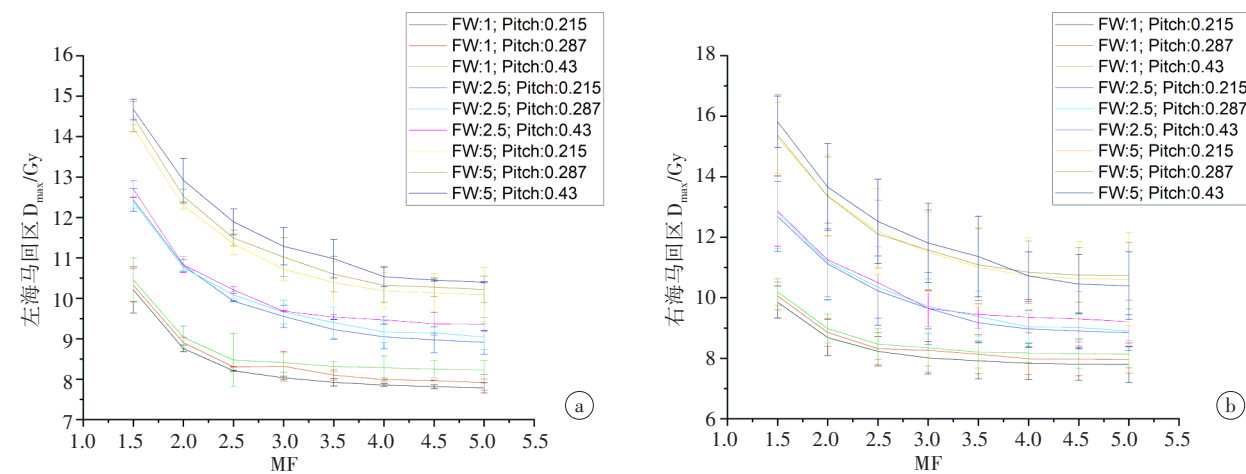 FW:1; Pitch:0.215
FW:1; Pitch:0.287
FW:1; Pitch:0.43
FW:2.5; Pitch:0.215
FW:2.5; Pitch:0.287
FW:2.5; Pitch:0.43
FW:5; Pitch:0.215
FW:5; Pitch:0.287
FW:5; Pitch:0.43
16
15
14
13
12
11
10
9
8
7
左海马回区 Dmax/Gy
1.0 1.5 2.0 2.5 3.0 3.5 4.0 4.5 5.0 5.5
MF
a
FW:1; Pitch:0.215
FW:1; Pitch:0.287
FW:1; Pitch:0.43
FW:2.5; Pitch:0.215
FW:2.5; Pitch:0.287
FW:2.5; Pitch:0.43
FW:5; Pitch:0.215
FW:5; Pitch:0.287
FW:5; Pitch:0.43
18
16
14
12
10
8
6
右海马回区 Dmax/Gy
1.0 1.5 2.0 2.5 3.0 3.5 4.0 4.5 5.0 5.5
MF
b